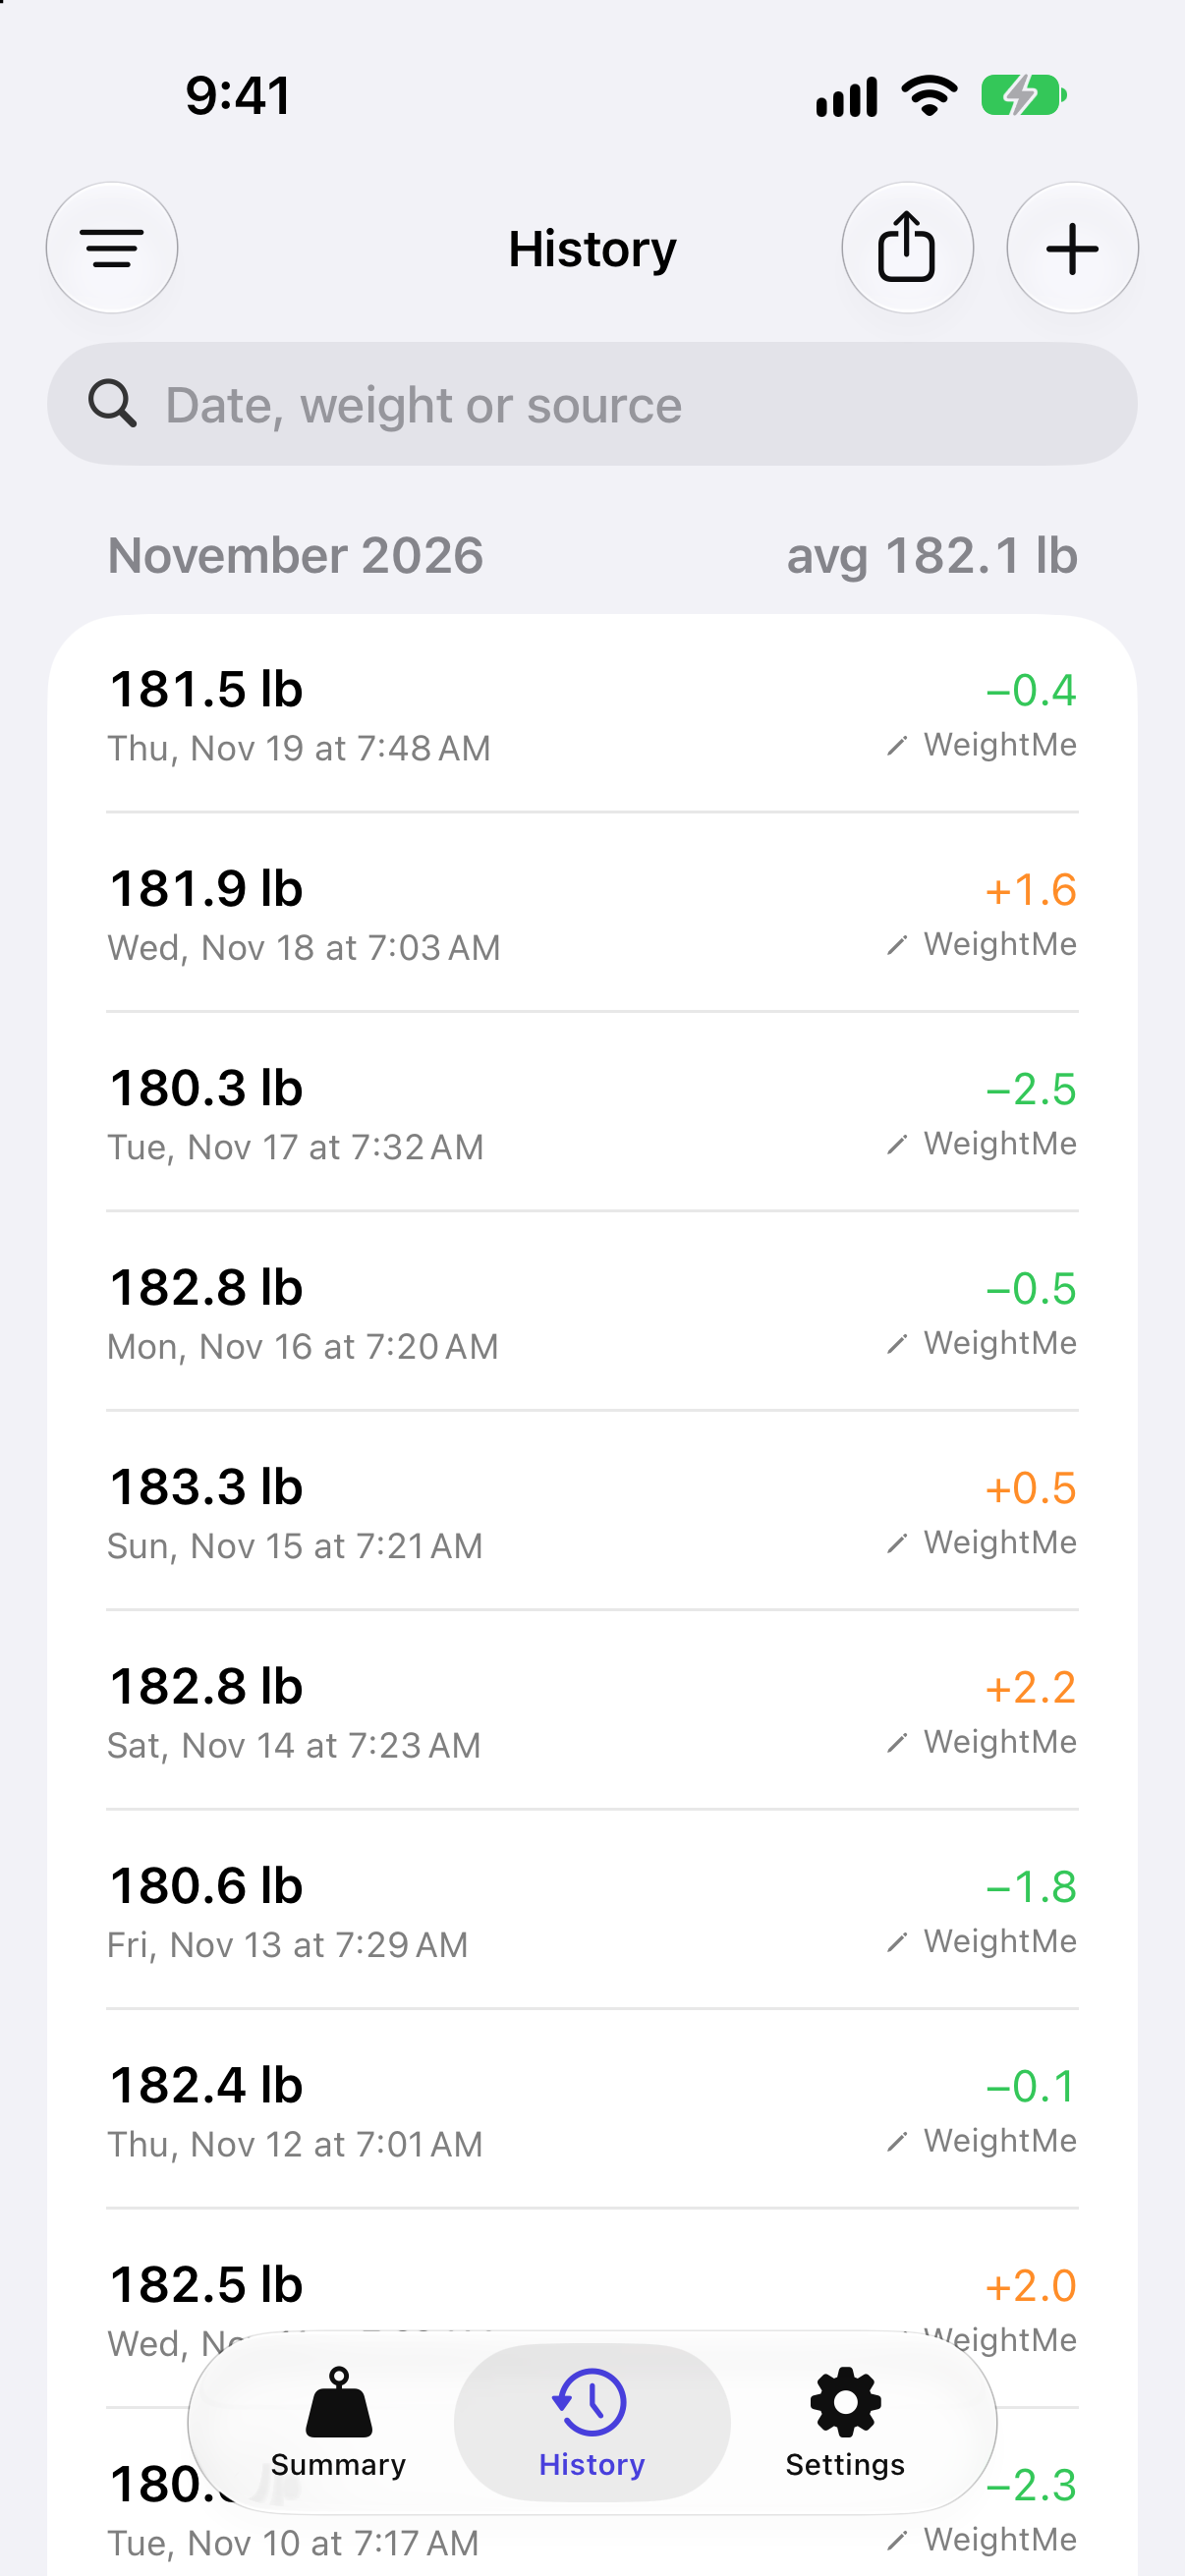 9:41
History
Date, weight or source
November 2026 avg 182.1 lb
181.5 lb −0.4
Thu, Nov 19 at 7:48 AM WeightMe
181.9 lb +1.6
Wed, Nov 18 at 7:03 AM WeightMe
180.3 lb −2.5
Tue, Nov 17 at 7:32 AM WeightMe
182.8 lb −0.5
Mon, Nov 16 at 7:20 AM WeightMe
183.3 lb +0.5
Sun, Nov 15 at 7:21 AM WeightMe
182.8 lb +2.2
Sat, Nov 14 at 7:23 AM WeightMe
180.6 lb −1.8
Fri, Nov 13 at 7:29 AM WeightMe
182.4 lb −0.1
Thu, Nov 12 at 7:01 AM WeightMe
182.5 lb +2.0
Wed, WeightMe
−2.3
Tue, Nov 10 at 7:17 AM WeightMe
Summary History Settings